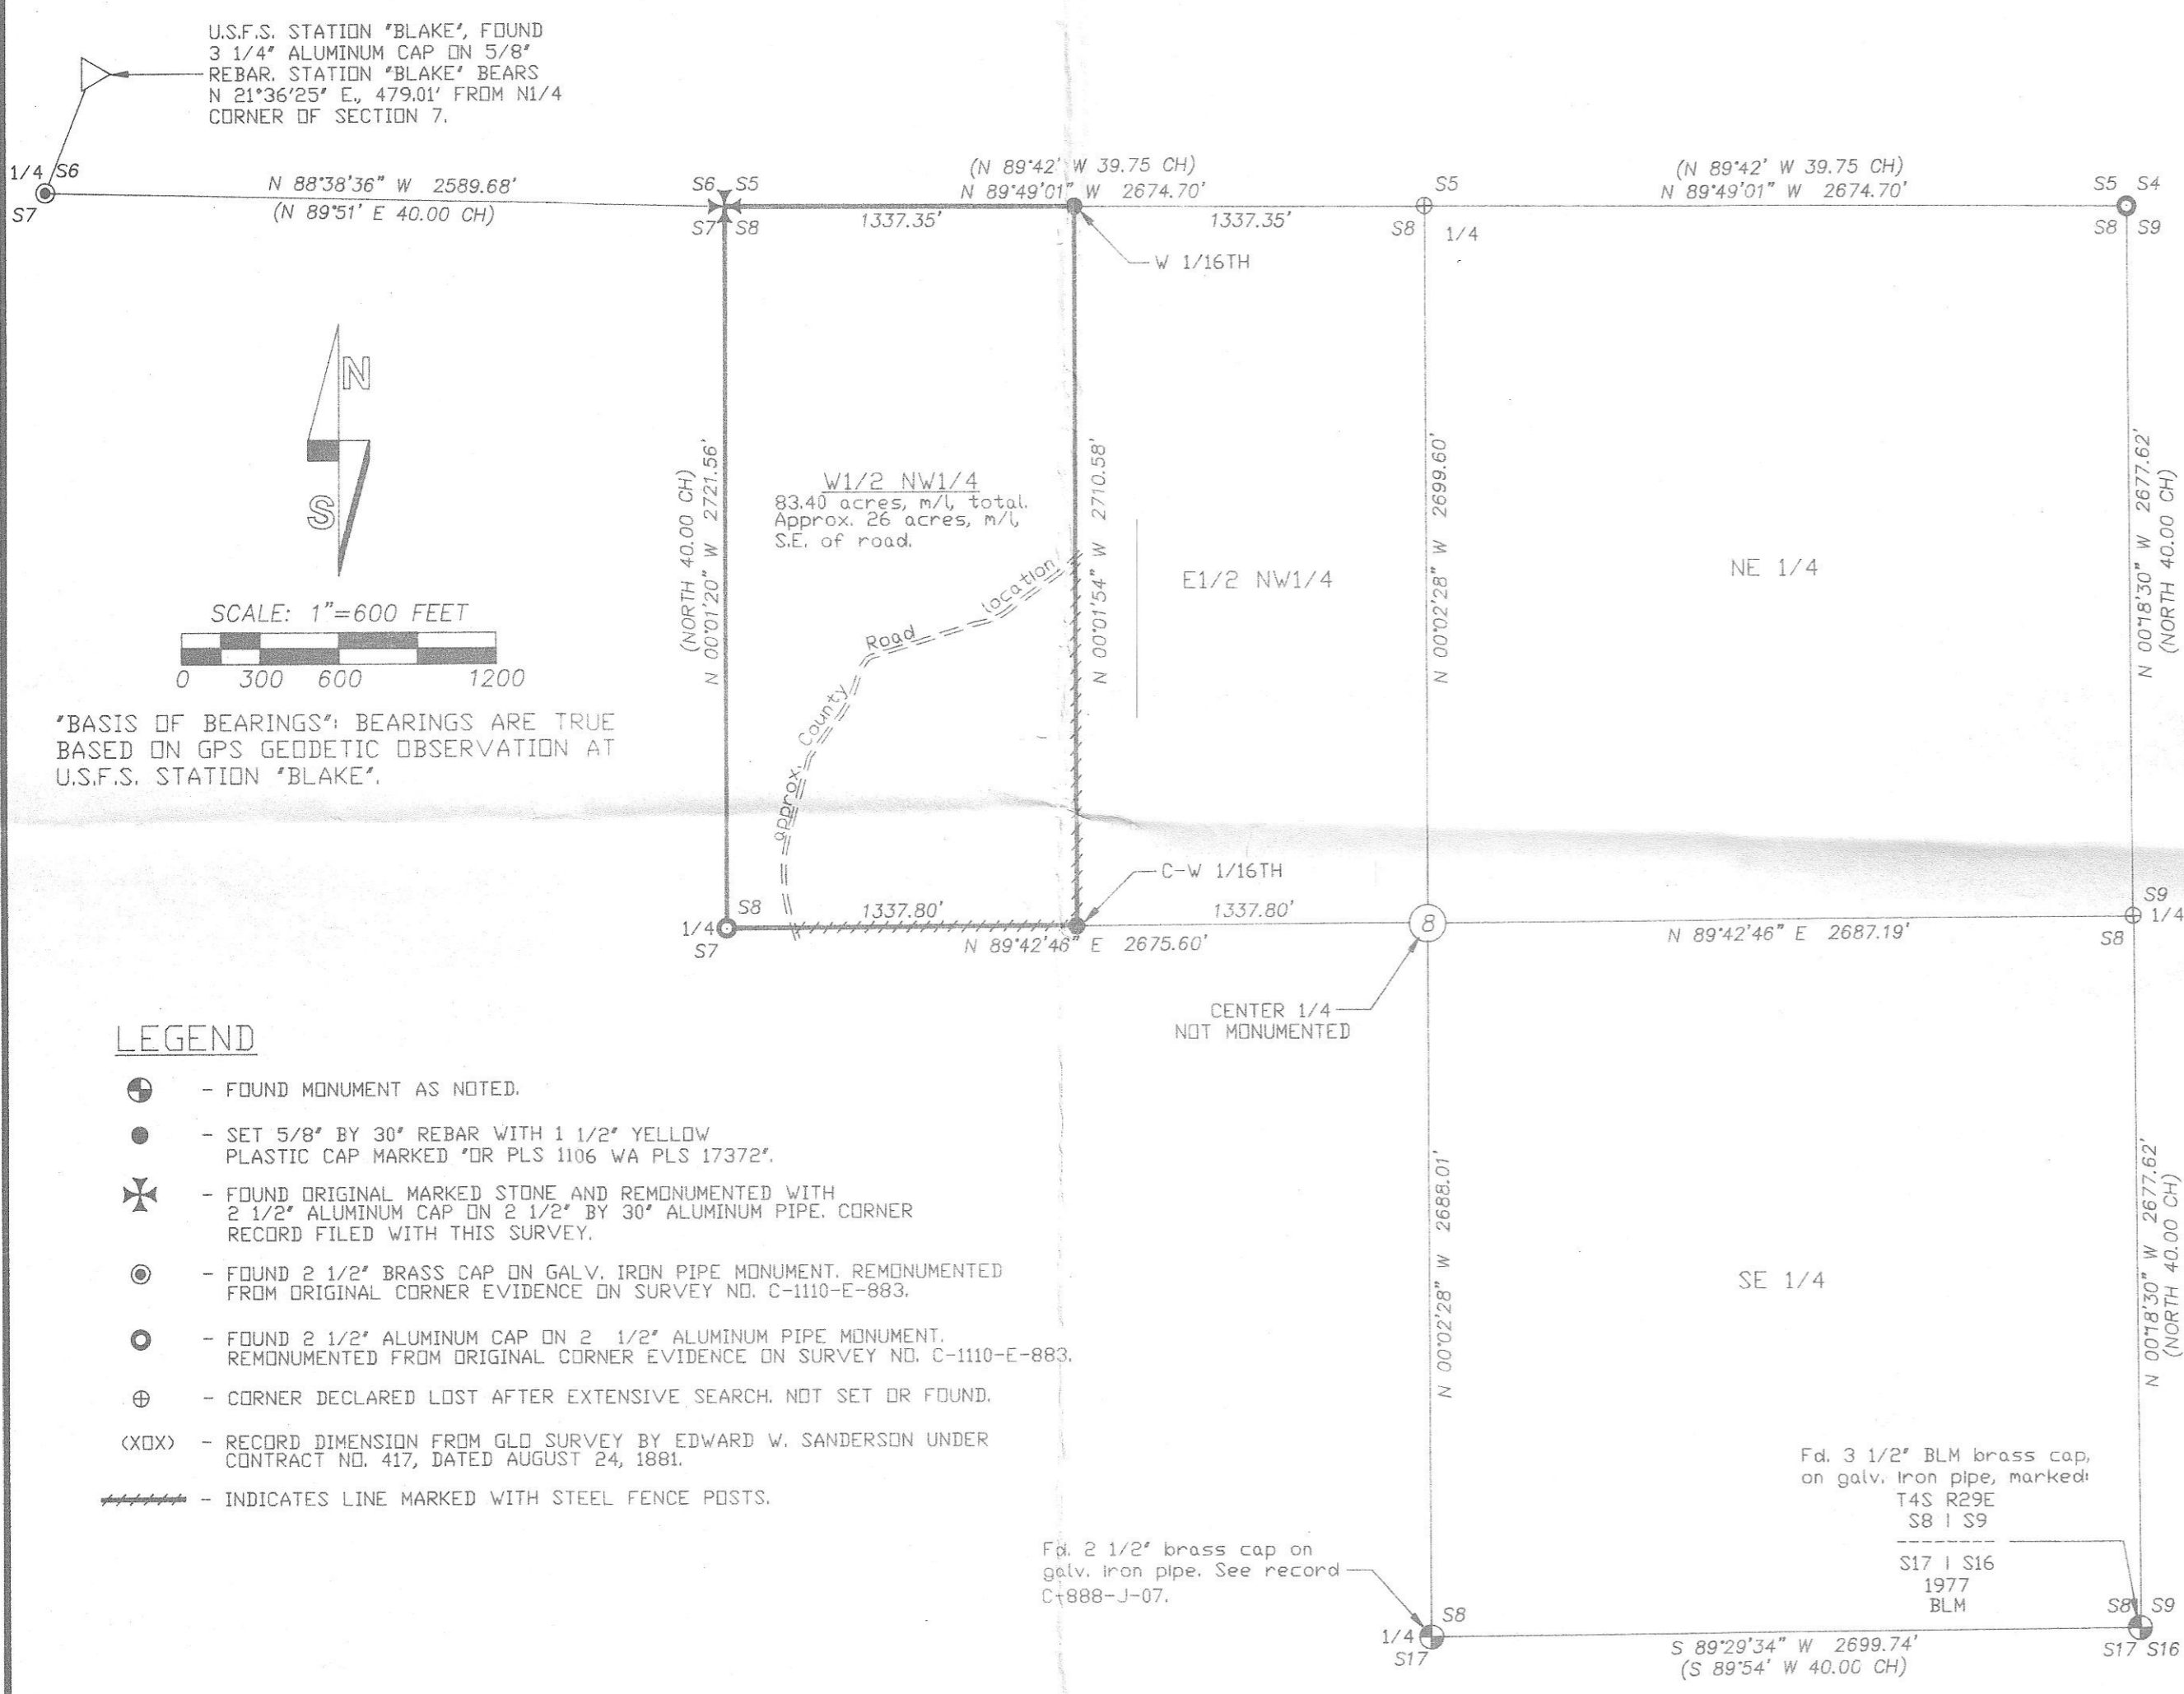 U.S.F.S. STATION "BLAKE", FOUND
3 1/4" ALUMINUM CAP ON 5/8"
REBAR. STATION "BLAKE" BEARS
N 21°36'25" E., 479.01' FROM N1/4
CORNER OF SECTION 7.
1/4 S6
S7
N 88°38'36" W 2589.68'
(N 89°51' E 40.00 CH)
S6 S5
S7 S8
(N 89°42' W 39.75 CH)
N 89°49'01" W 2674.70'
1337.35'
1337.35'
W 1/16TH
S5
S8 1/4
(N 89°42' W 39.75 CH)
N 89°49'01" W 2674.70'
S5 S4
S8 S9
N
S
SCALE: 1"=600 FEET
0 300 600 1200
"BASIS OF BEARINGS": BEARINGS ARE TRUE
BASED ON GPS GEODETIC OBSERVATION AT
U.S.F.S. STATION "BLAKE".
(NORTH 40.00 CH)
N 00°01'20" W 2721.56'
W1/2 NW1/4
83.40 acres, m/l, total.
Approx. 26 acres, m/l,
S.E. of road.
approx. County Road location
N 00°01'54" W 2710.58'
E1/2 NW1/4
N 00°02'28" W 2699.60'
NE 1/4
N 00°18'30" W 2677.62'
(NORTH 40.00 CH)
C-W 1/16TH
S8
1/4
S7
1337.80'
1337.80'
N 89°42'46" E 2675.60'
8
N 89°42'46" E 2687.19'
S9
1/4
S8
CENTER 1/4
NOT MONUMENTED
LEGEND
- FOUND MONUMENT AS NOTED.
- SET 5/8" BY 30" REBAR WITH 1 1/2" YELLOW
PLASTIC CAP MARKED "OR PLS 1106 WA PLS 17372".
- FOUND ORIGINAL MARKED STONE AND REMONUMENTED WITH
2 1/2" ALUMINUM CAP ON 2 1/2" BY 30" ALUMINUM PIPE. CORNER
RECORD FILED WITH THIS SURVEY.
- FOUND 2 1/2" BRASS CAP ON GALV. IRON PIPE MONUMENT. REMONUMENTED
FROM ORIGINAL CORNER EVIDENCE ON SURVEY NO. C-1110-E-883.
- FOUND 2 1/2" ALUMINUM CAP ON 2 1/2" ALUMINUM PIPE MONUMENT.
REMONUMENTED FROM ORIGINAL CORNER EVIDENCE ON SURVEY NO. C-1110-E-883.
- CORNER DECLARED LOST AFTER EXTENSIVE SEARCH. NOT SET OR FOUND.
(XOX) - RECORD DIMENSION FROM GLO SURVEY BY EDWARD W. SANDERSON UNDER
CONTRACT NO. 417, DATED AUGUST 24, 1881.
- INDICATES LINE MARKED WITH STEEL FENCE POSTS.
N 00°02'28" W 2688.01'
SE 1/4
N 00°18'30" W 2677.62'
(NORTH 40.00 CH)
Fd. 3 1/2" BLM brass cap,
on galv. iron pipe, marked:
T4S R29E
S8 | S9
--------
S17 | S16
1977
BLM
Fd. 2 1/2" brass cap on
galv. iron pipe. See record
C-888-J-07.
S8
1/4
S17
S 89°29'34" W 2699.74'
(S 89°54' W 40.00 CH)
S8 S9
S17 S16